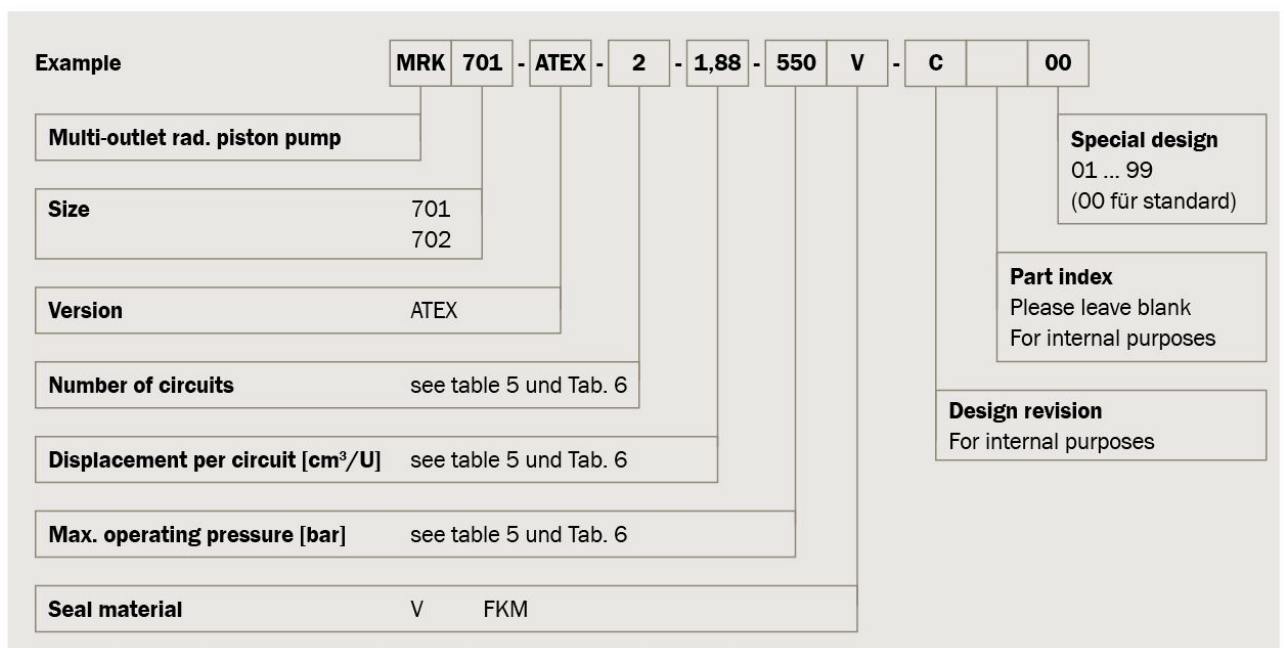 Example MRK 701 - ATEX - 2 - 1,88 - 550 V - C 00
Multi-outlet rad. piston pump
Size 701
702
Version ATEX
Number of circuits see table 5 und Tab. 6
Displacement per circuit [cm³/U] see table 5 und Tab. 6
Max. operating pressure [bar] see table 5 und Tab. 6
Seal material V FKM
Special design
01 ... 99
(00 für standard)
Part index
Please leave blank
For internal purposes
Design revision
For internal purposes